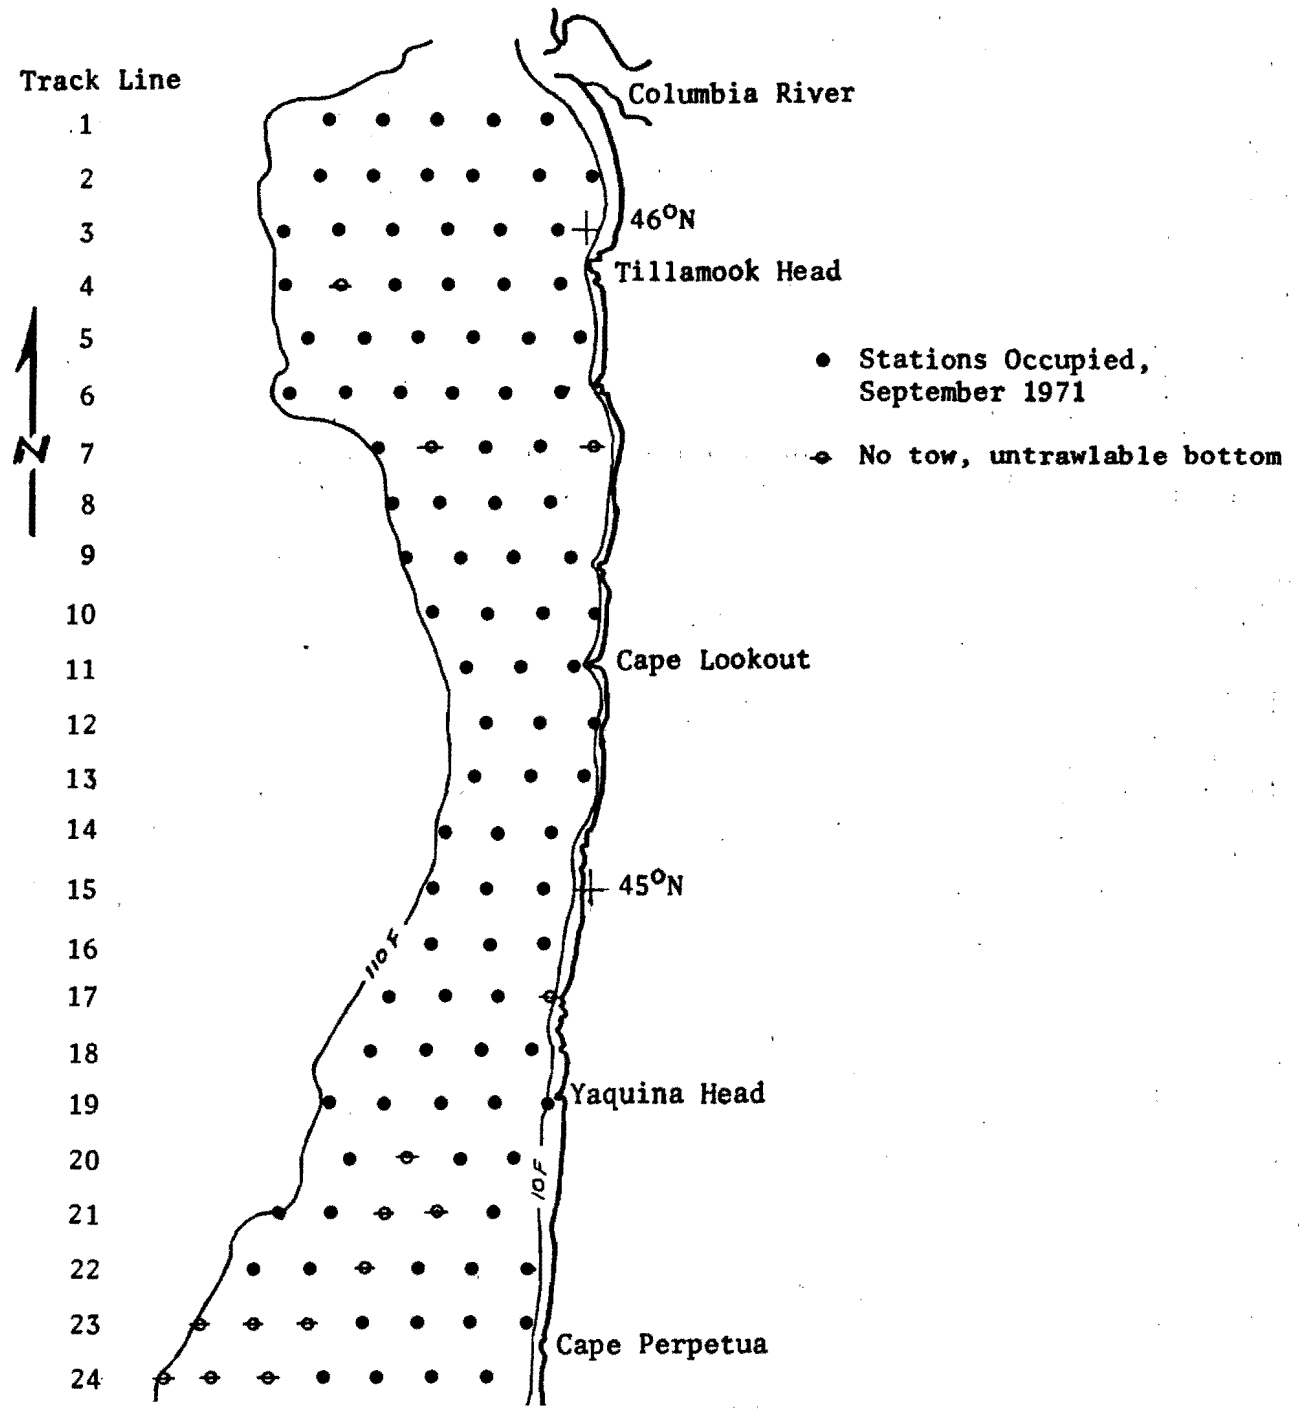 Track Line
Columbia River
1
2
46°N
3
Tillamook Head
4
5
● Stations Occupied,
September 1971
6
N
7
No tow, untrawlable bottom
8
9
10
Cape Lookout
11
12
13
14
45°N
15
110 F
16
17
18
Yaquina Head
19
20
10F
21
22
23
Cape Perpetua
24